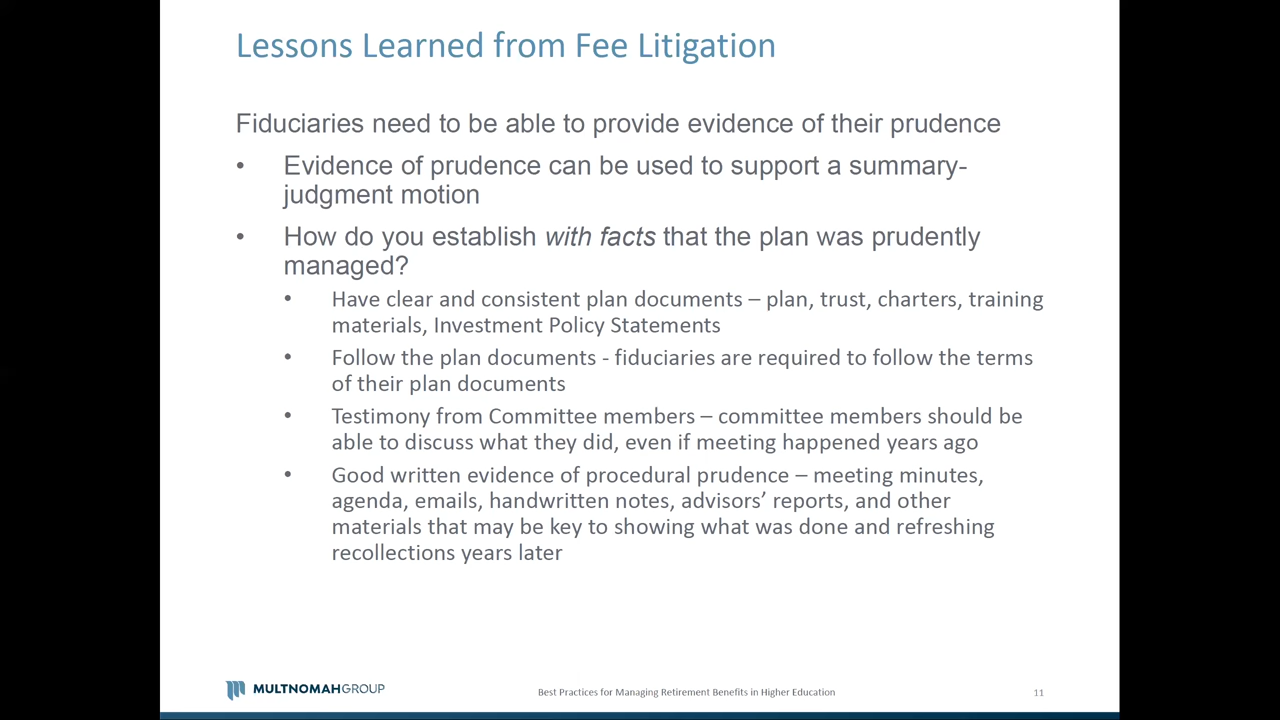 Lessons Learned from Fee Litigation
Fiduciaries need to be able to provide evidence of their prudence
• Evidence of prudence can be used to support a summary-
judgment motion
• How do you establish with facts that the plan was prudently
managed?
• Have clear and consistent plan documents – plan, trust, charters, training
materials, Investment Policy Statements
• Follow the plan documents - fiduciaries are required to follow the terms
of their plan documents
• Testimony from Committee members – committee members should be
able to discuss what they did, even if meeting happened years ago
• Good written evidence of procedural prudence – meeting minutes,
agenda, emails, handwritten notes, advisors’ reports, and other
materials that may be key to showing what was done and refreshing
recollections years later
MULTNOMAHGROUP
Best Practices for Managing Retirement Benefits in Higher Education
11